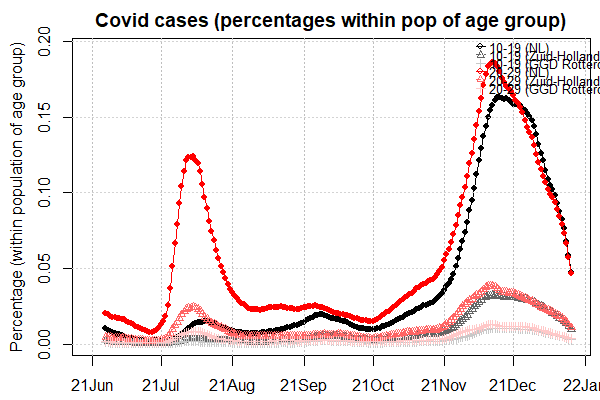 Covid cases (percentages within pop of age group)
Percentage (within population of age group)
0.20
0.15
0.10
0.05
0.00
10-19 (NL)
10-19 (Zuid-Holland
10-19 (GGD Rotterd
20-29 (NL)
20-29 (Zuid-Holland
20-29 (GGD Rotterd
21Jun 21Jul 21Aug 21Sep 21Oct 21Nov 21Dec 22Jan